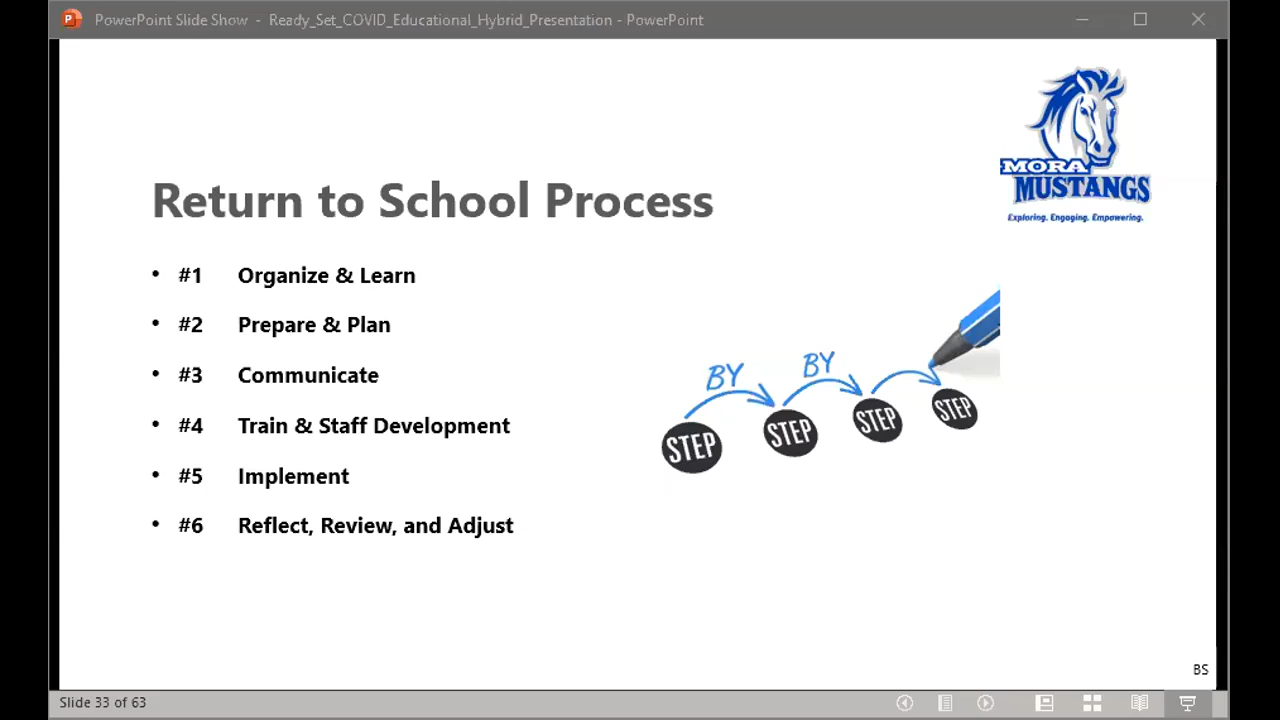 PowerPoint Slide Show - Ready_Set_COVID_Educational_Hybrid_Presentation - PowerPoint
MORA
MUSTANGS
Exploring. Engaging. Empowering.
Return to School Process
• #1 Organize & Learn
• #2 Prepare & Plan
• #3 Communicate
• #4 Train & Staff Development
• #5 Implement
• #6 Reflect, Review, and Adjust
BY BY
STEP STEP STEP STEP
BS
Slide 33 of 63